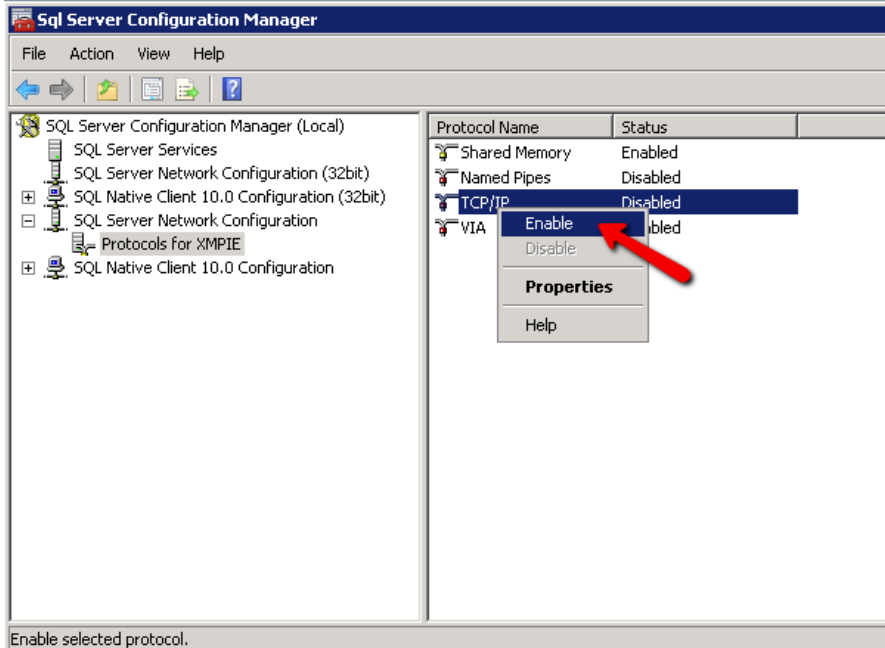 Sql Server Configuration Manager
File Action View Help
SQL Server Configuration Manager (Local)
SQL Server Services
SQL Server Network Configuration (32bit)
SQL Native Client 10.0 Configuration (32bit)
SQL Server Network Configuration
Protocols for XMPIE
SQL Native Client 10.0 Configuration
Protocol Name Status
Shared Memory Enabled
Named Pipes Disabled
TCP/IP Disabled
VIA
Enable
Disable
Properties
Help
Enable selected protocol.